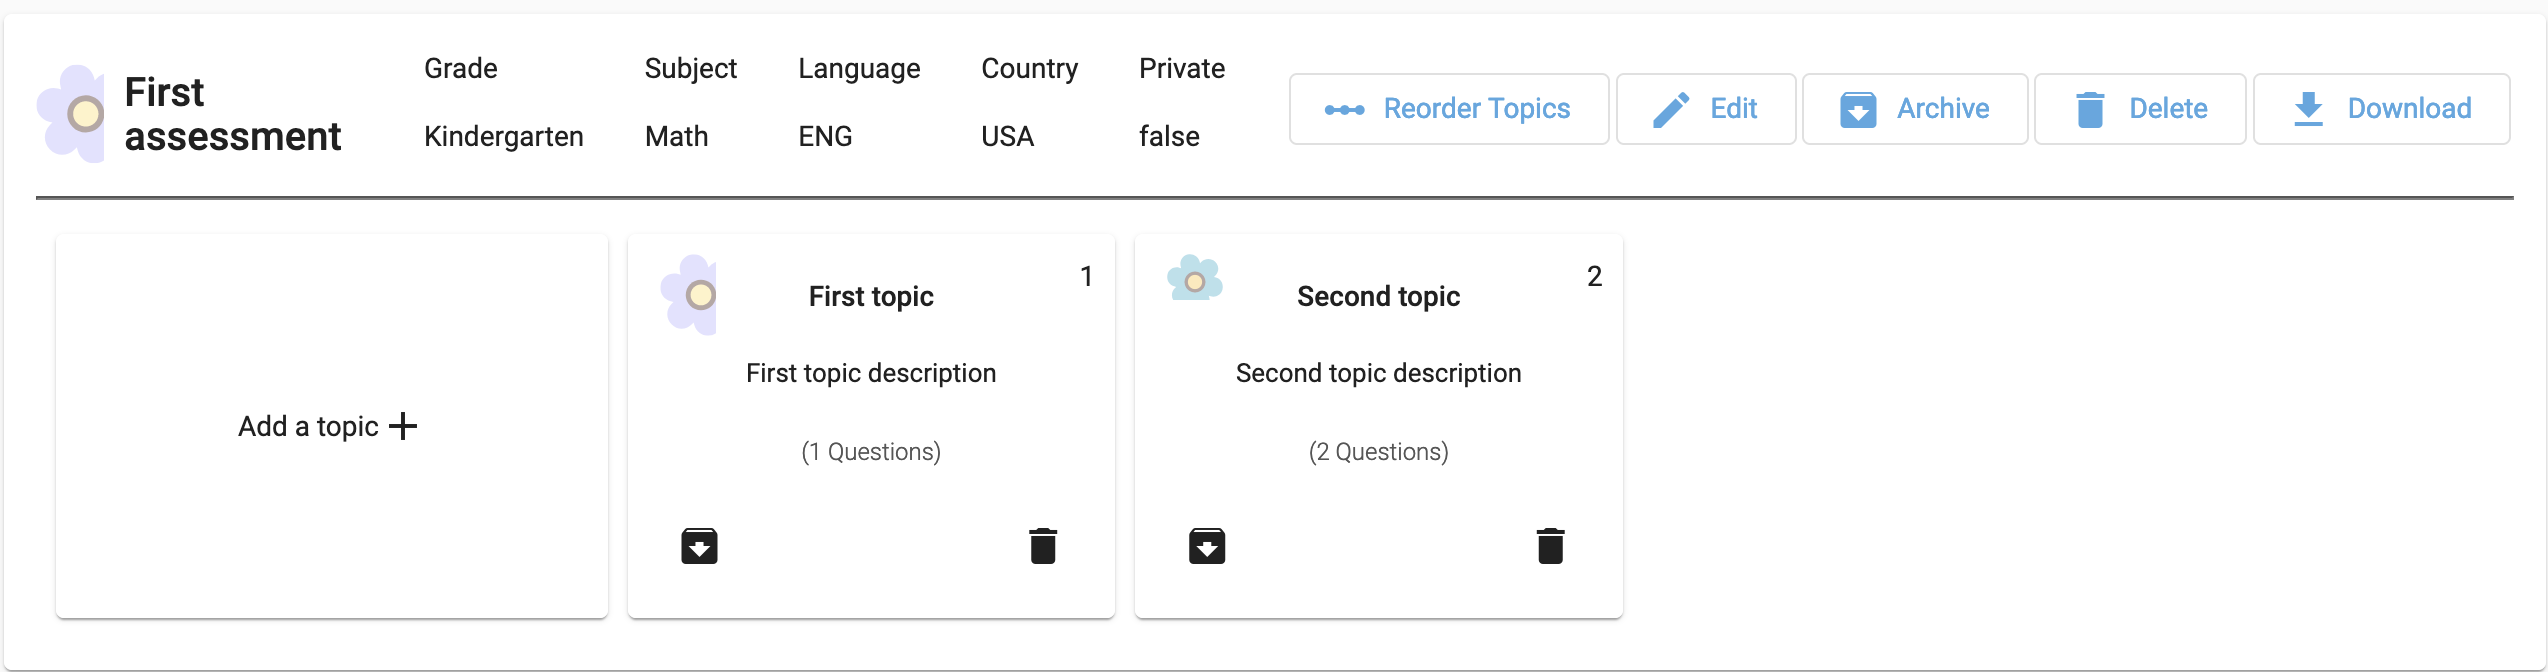 First
assessment
Grade
Kindergarten
Subject
Math
Language
ENG
Country
USA
Private
false
Reorder Topics
Edit
Archive
Delete
Download
Add a topic
First topic
1
First topic description
(1 Questions)
Second topic
2
Second topic description
(2 Questions)